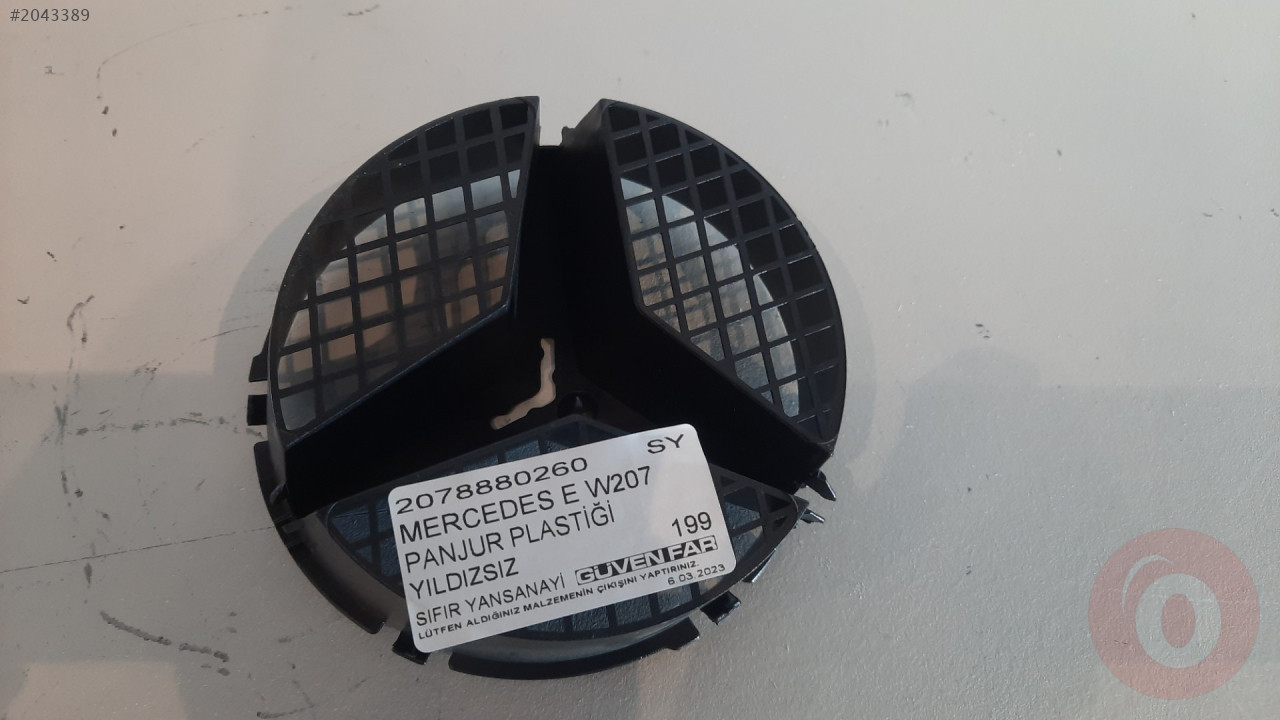 #2043389
2078880260 SY
MERCEDES E W207
PANJUR PLASTİĞİ
YILDIZSIZ 199
SIFIR YANSANAYİ GÜVEN FAR
LÜTFEN ALDIĞINIZ MALZEMENİN ÇIKIŞINI YAPTIRINIZ.
6.03.2023